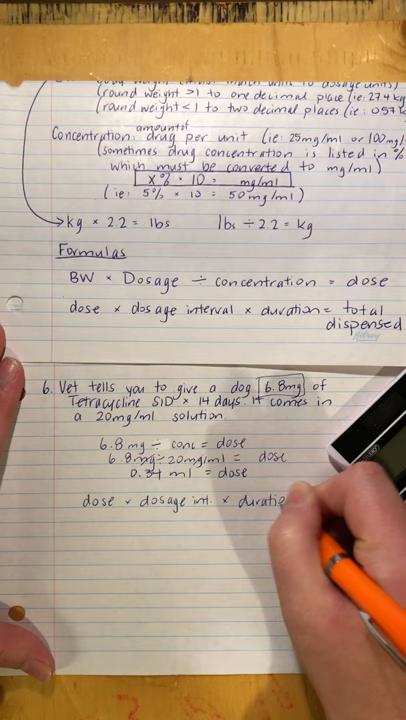 (round weight >1 to one decimal place (ie: 27.4 kg
(round weight <1 to two decimal places (ie: 0.57 k
amount of
Concentration: drug per unit (ie: 25mg/ml or 100mg/
(sometimes drug concentration is listed in %
which must be converted to mg/ml)
X% × 10 = mg/ml
(ie: 5% × 10 = 50 mg/ml)
kg × 2.2 = lbs lbs ÷ 2.2 = kg
Formulas
BW × Dosage ÷ concentration = dose
dose × dosage interval × duration = total
dispensed
Hilroy
6. Vet tells you to give a dog 6.8mg of
Tetracycline SID × 14 days. It comes in
a 20mg/ml solution.
6.8 mg ÷ conc = dose
6.8mg ÷ 20mg/ml = dose
0.34 ml = dose
dose × dosage int. × duratio